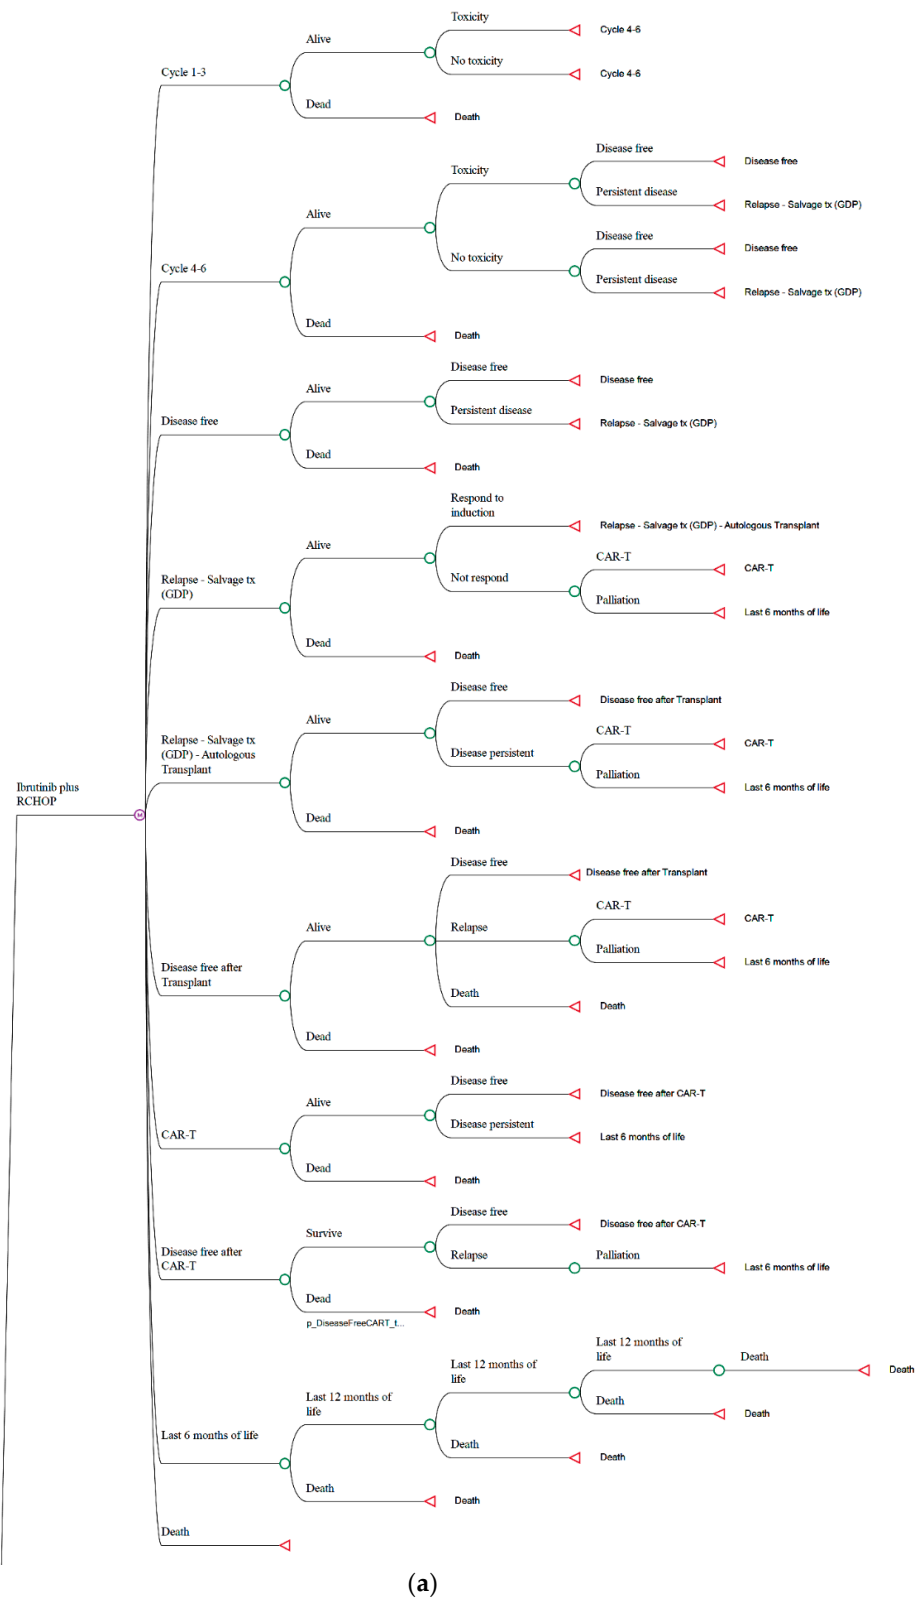 Toxicity
Cycle 4-6
Alive
No toxicity
Cycle 4-6
Cycle 1-3
Dead
Death
Disease free
Disease free
Toxicity
Persistent disease
Relapse - Salvage tx (GDP)
Alive
Disease free
Disease free
No toxicity
Persistent disease
Relapse - Salvage tx (GDP)
Cycle 4-6
Dead
Death
Disease free
Disease free
Alive
Persistent disease
Relapse - Salvage tx (GDP)
Disease free
Dead
Death
Respond to
induction
Relapse - Salvage tx (GDP) - Autologous Transplant
Alive
CAR-T
CAR-T
Not respond
Palliation
Last 6 months of life
Relapse - Salvage tx
(GDP)
Dead
Death
Disease free
Disease free after Transplant
Alive
CAR-T
CAR-T
Disease persistent
Palliation
Last 6 months of life
Relapse - Salvage tx
(GDP) - Autologous
Transplant
Dead
Death
Ibrutinib plus
RCHOP
M
Disease free
Disease free after Transplant
CAR-T
CAR-T
Alive
Relapse
Palliation
Last 6 months of life
Disease free after
Transplant
Death
Death
Dead
Death
Disease free
Disease free after CAR-T
Alive
Disease persistent
Last 6 months of life
CAR-T
Dead
Death
Disease free
Disease free after CAR-T
Survive
Relapse
Palliation
Last 6 months of life
Disease free after
CAR-T
Dead
Death
p_DiseaseFreeCART_t...
Last 12 months of
life
Death
Death
Last 12 months of
life
Death
Death
Last 12 months of
life
Death
Death
Last 6 months of life
Death
Death
Death
(a)